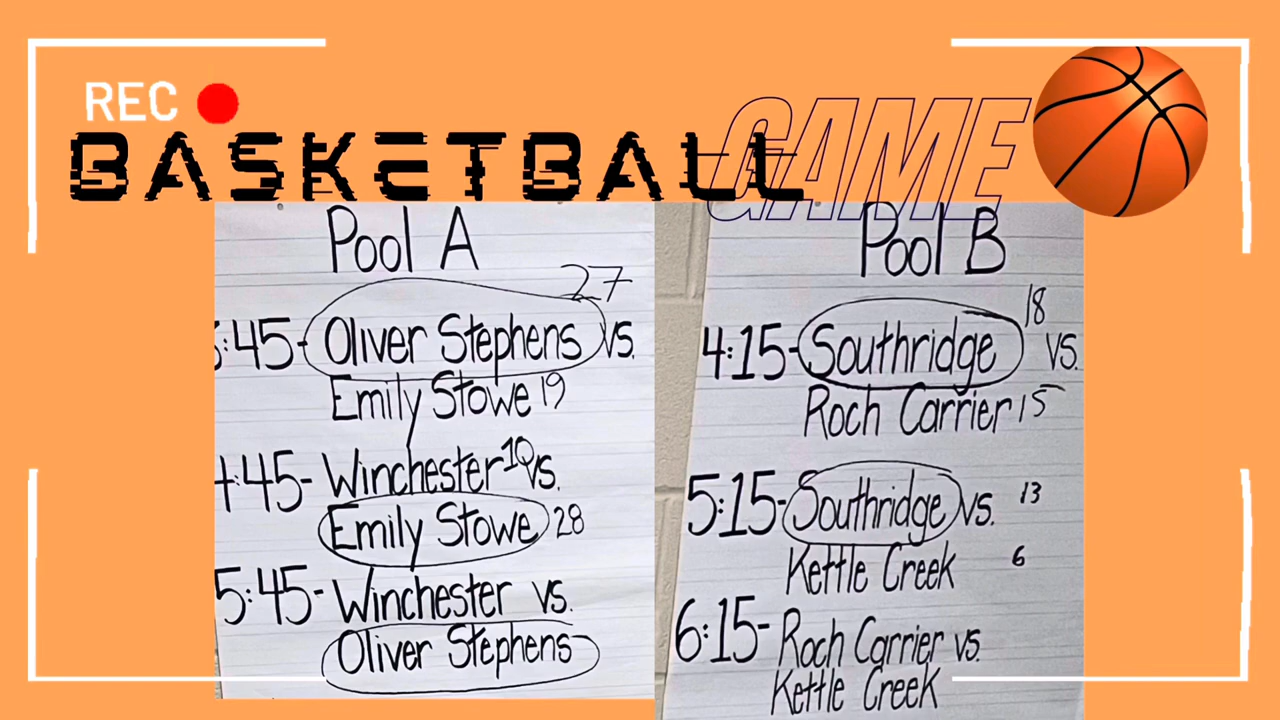 REC
BASKETBALL GAME
Pool A
27
:45- Oliver Stephens vs.
Emily Stowe 19
4:45- Winchester 10 vs.
Emily Stowe 28
5:45- Winchester vs.
Oliver Stephens
Pool B
18
4:15- Southridge vs.
Roch Carrier 15
5:15- Southridge vs. 13
Kettle Creek 6
6:15- Roch Carrier vs.
Kettle Creek